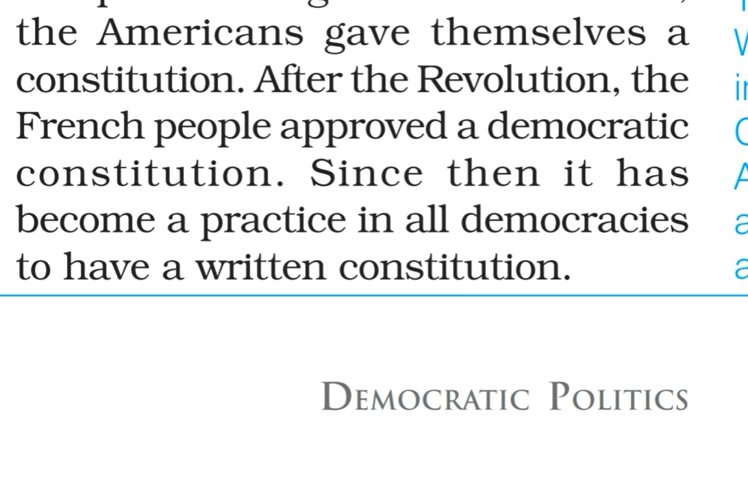 the Americans gave themselves a
constitution. After the Revolution, the
French people approved a democratic
constitution. Since then it has
become a practice in all democracies
to have a written constitution.
DEMOCRATIC POLITICS